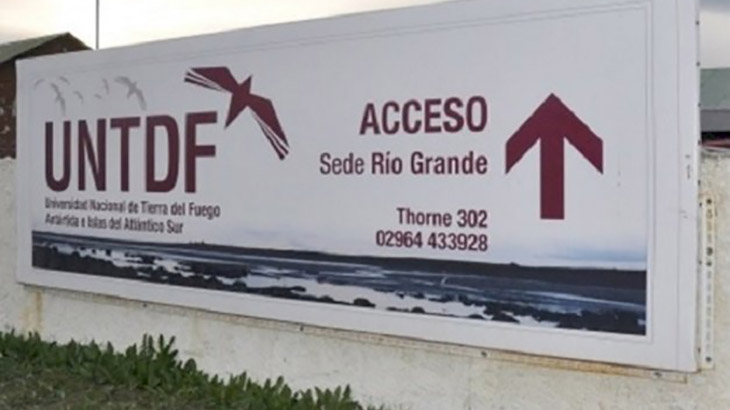 UNTDF
Universidad Nacional de Tierra del Fuego
Antártida e Islas del Atlántico Sur
ACCESO
Sede Río Grande
Thorne 302
02964 433928